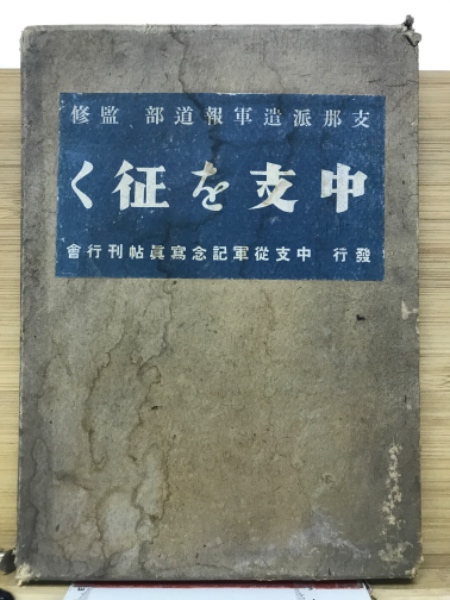 支那派遣軍報道部 監修
中支を征く
發行 中支從軍記念寫眞帖刊行會